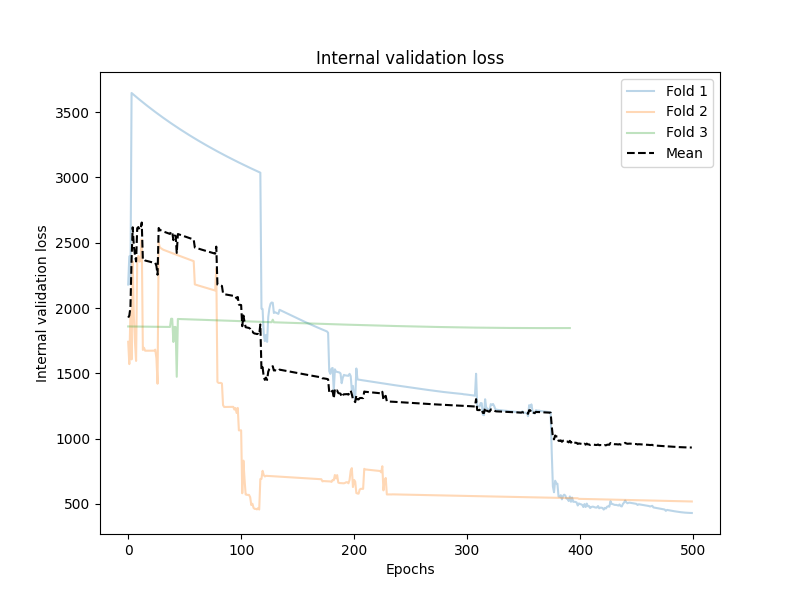 Internal validation loss
Fold 1
Fold 2
Fold 3
Mean
Internal validation loss
3500
3000
2500
2000
1500
1000
500
0
100
200
300
400
500
Epochs